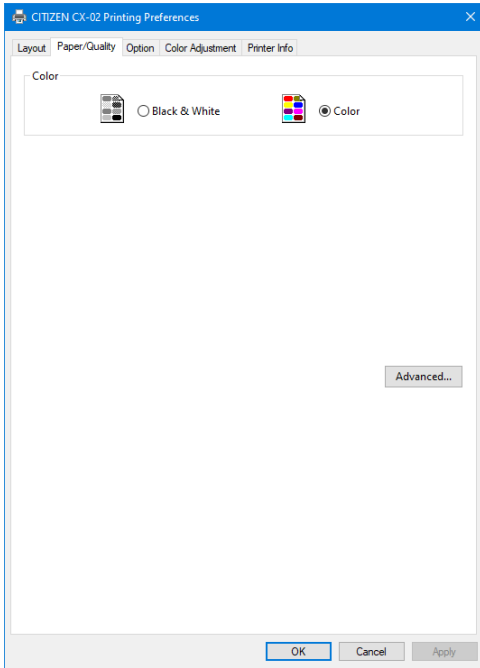 CITIZEN CX-02 Printing Preferences
Layout Paper/Quality Option Color Adjustment Printer Info
Color
Black & White Color
Advanced...
OK Cancel Apply